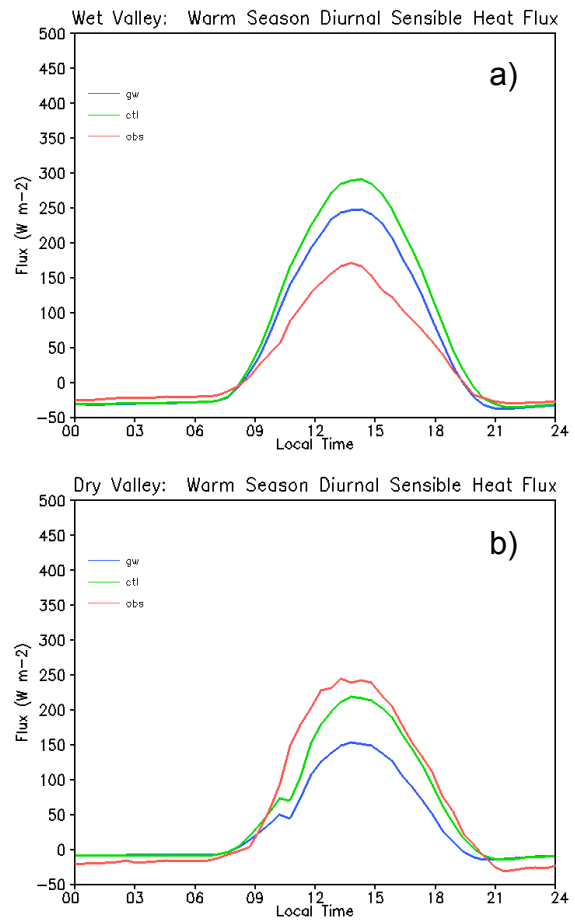 Wet Valley: Warm Season Diurnal Sensible Heat Flux
a)
500
450
400
350
300
250
200
150
100
50
0
−50
Flux (W m−2)
gw
ctl
obs
00 03 06 09 12 15 18 21 24
Local Time
Dry Valley: Warm Season Diurnal Sensible Heat Flux
b)
500
450
400
350
300
250
200
150
100
50
0
−50
Flux (W m−2)
gw
ctl
obs
00 03 06 09 12 15 18 21 24
Local Time